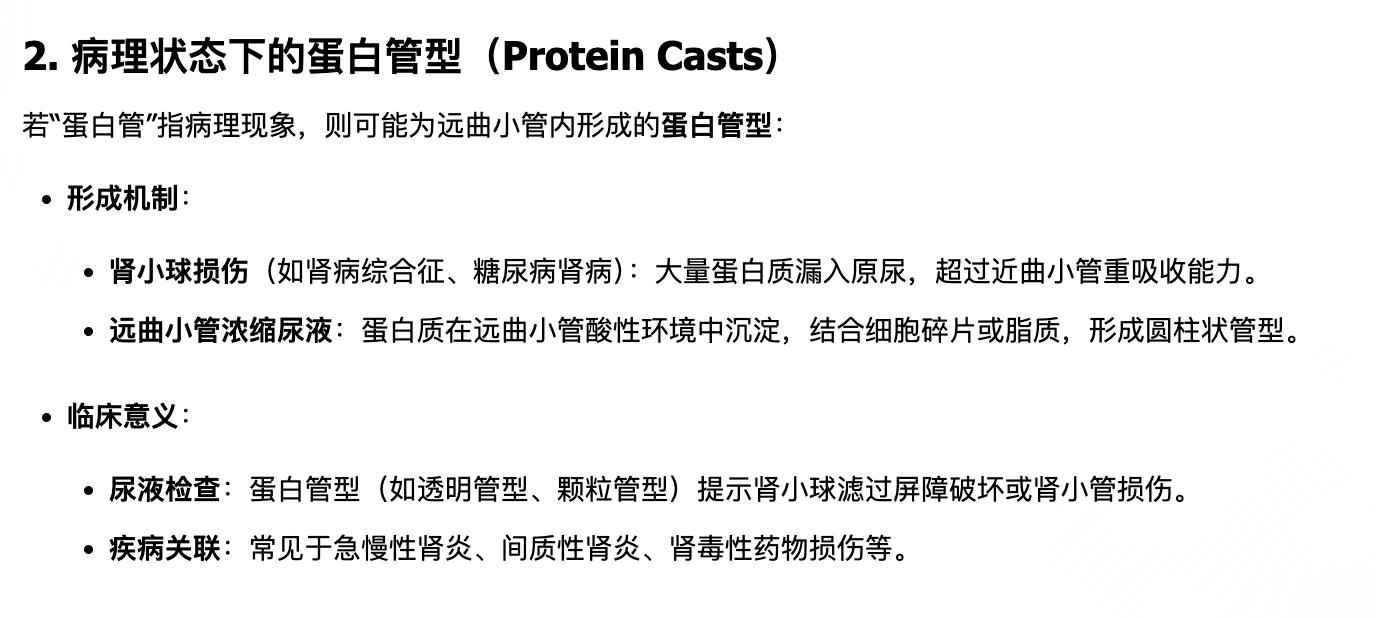 2. 病理状态下的蛋白管型（Protein Casts）
若“蛋白管”指病理现象，则可能为远曲小管内形成的蛋白管型：
• 形成机制：
• 肾小球损伤（如肾病综合征、糖尿病肾病）：大量蛋白质漏入原尿，超过近曲小管重吸收能力。
• 远曲小管浓缩尿液：蛋白质在远曲小管酸性环境中沉淀，结合细胞碎片或脂质，形成圆柱状管型。
• 临床意义：
• 尿液检查：蛋白管型（如透明管型、颗粒管型）提示肾小球滤过屏障破坏或肾小管损伤。
• 疾病关联：常见于急慢性肾炎、间质性肾炎、肾毒性药物损伤等。